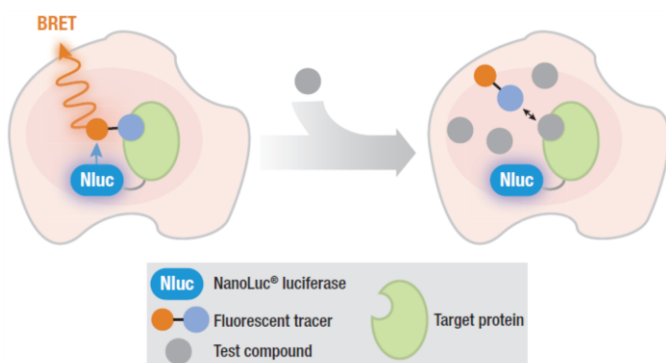 BRET
Nluc
Nluc
Nluc
NanoLuc® luciferase
Fluorescent tracer
Target protein
Test compound